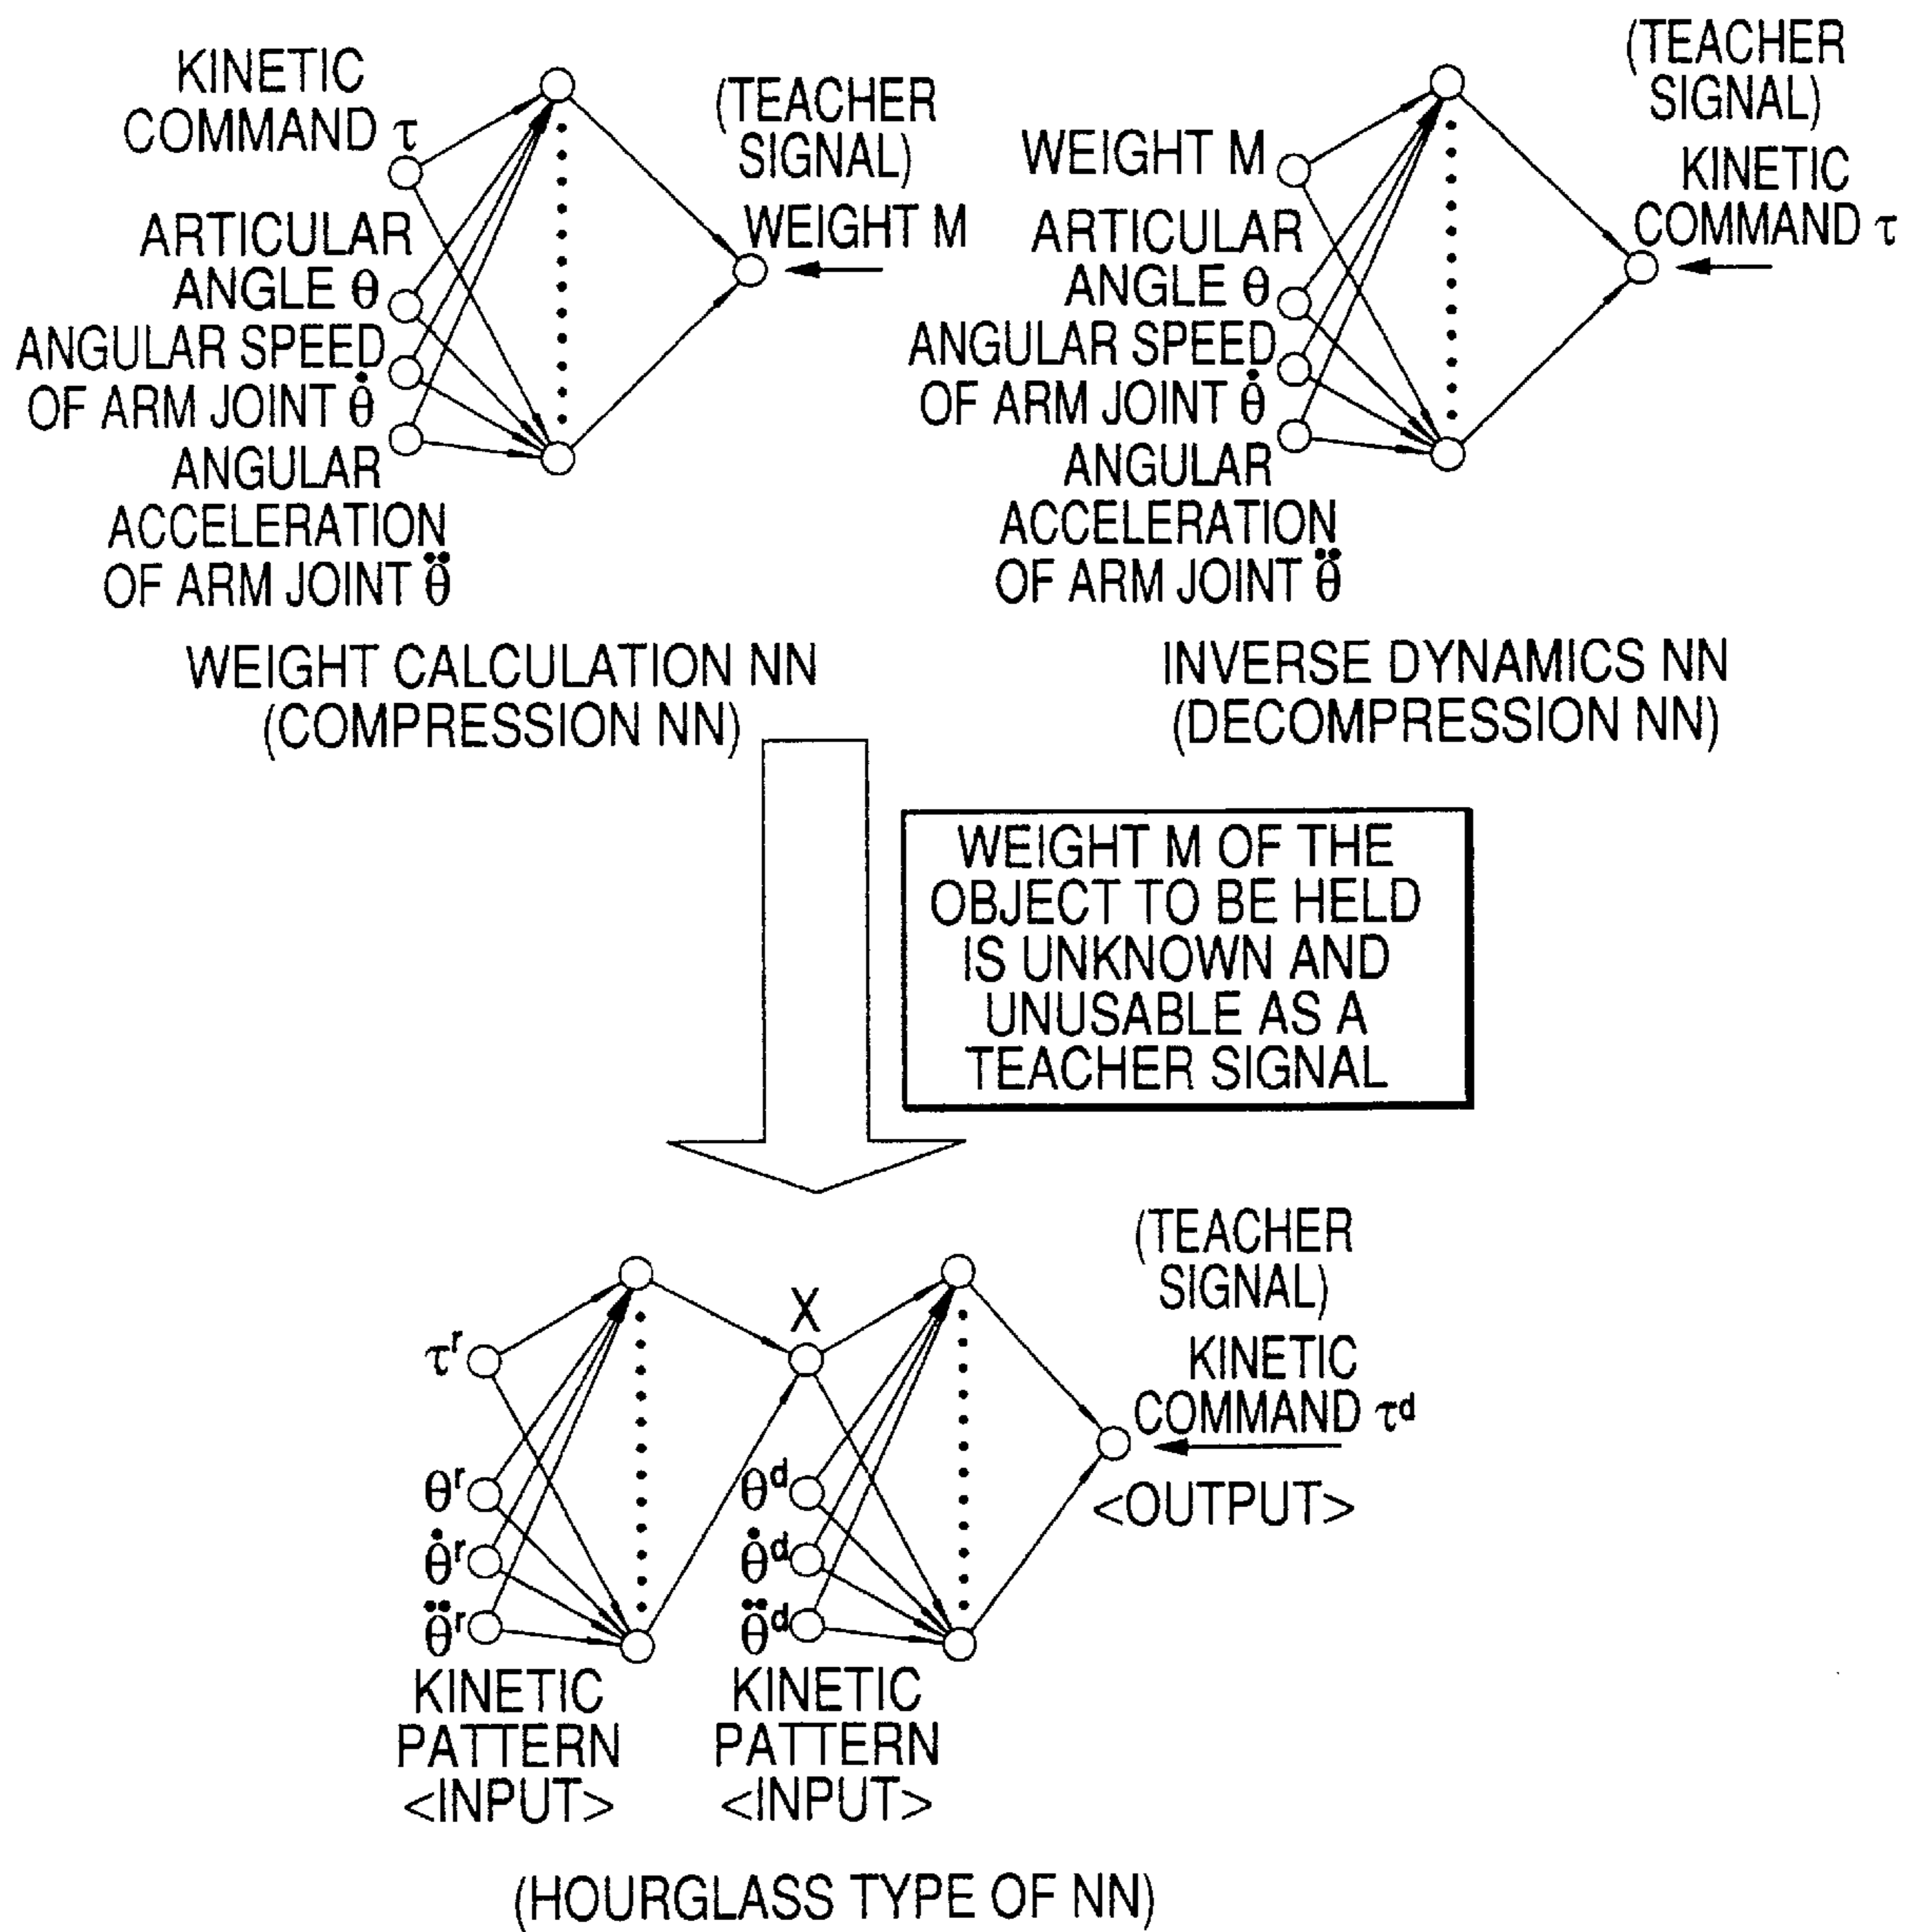 KINETIC
COMMAND τ
ARTICULAR
ANGLE θ
ANGULAR SPEED
OF ARM JOINT θ̇
ANGULAR
ACCELERATION
OF ARM JOINT θ̈
(TEACHER
SIGNAL)
WEIGHT M
WEIGHT CALCULATION NN
(COMPRESSION NN)
WEIGHT M
ARTICULAR
ANGLE θ
ANGULAR SPEED
OF ARM JOINT θ̇
ANGULAR
ACCELERATION
OF ARM JOINT θ̈
(TEACHER
SIGNAL)
KINETIC
COMMAND τ
INVERSE DYNAMICS NN
(DECOMPRESSION NN)
WEIGHT M OF THE
OBJECT TO BE HELD
IS UNKNOWN AND
UNUSABLE AS A
TEACHER SIGNAL
τʳ
θʳ
θ̇ʳ
θ̈ʳ
KINETIC
PATTERN
<INPUT>
X
θᵈ
θ̇ᵈ
θ̈ᵈ
KINETIC
PATTERN
<INPUT>
(TEACHER
SIGNAL)
KINETIC
COMMAND τᵈ
<OUTPUT>
(HOURGLASS TYPE OF NN)